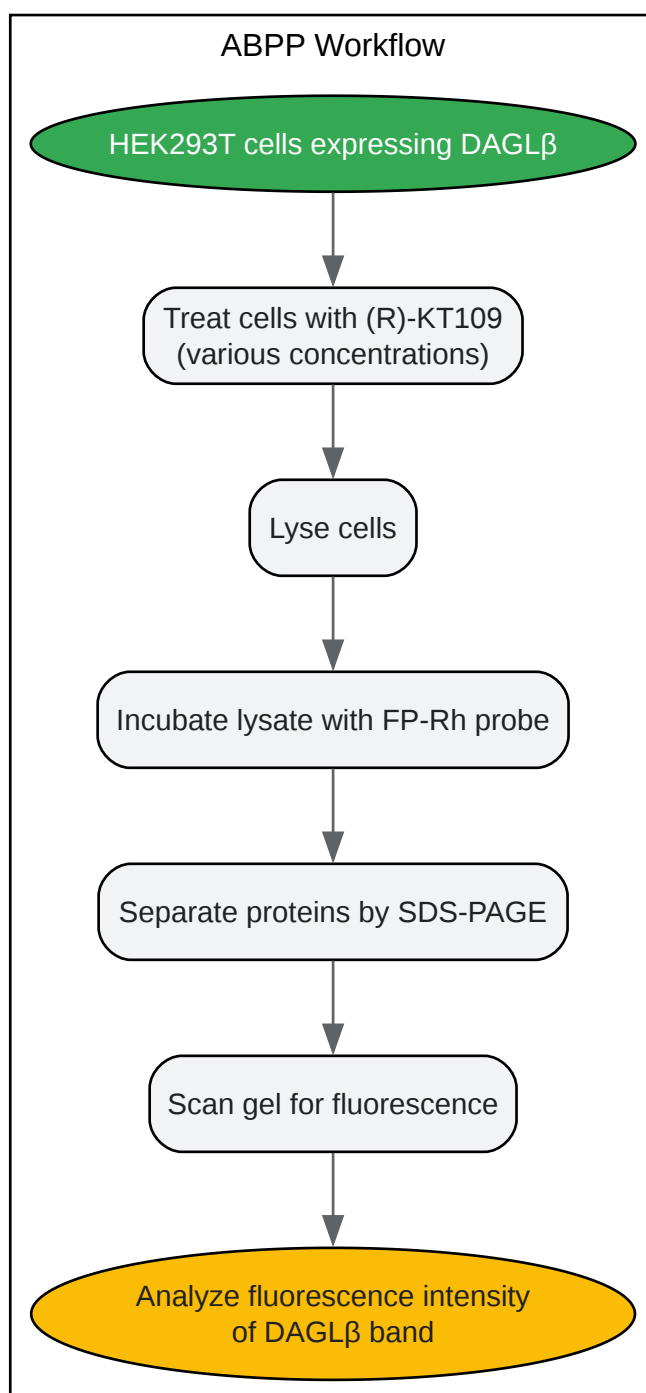 ABPP Workflow
HEK293T cells expressing DAGLβ
Treat cells with (R)-KT109
(various concentrations)
Lyse cells
Incubate lysate with FP-Rh probe
Separate proteins by SDS-PAGE
Scan gel for fluorescence
Analyze fluorescence intensity
of DAGLβ band